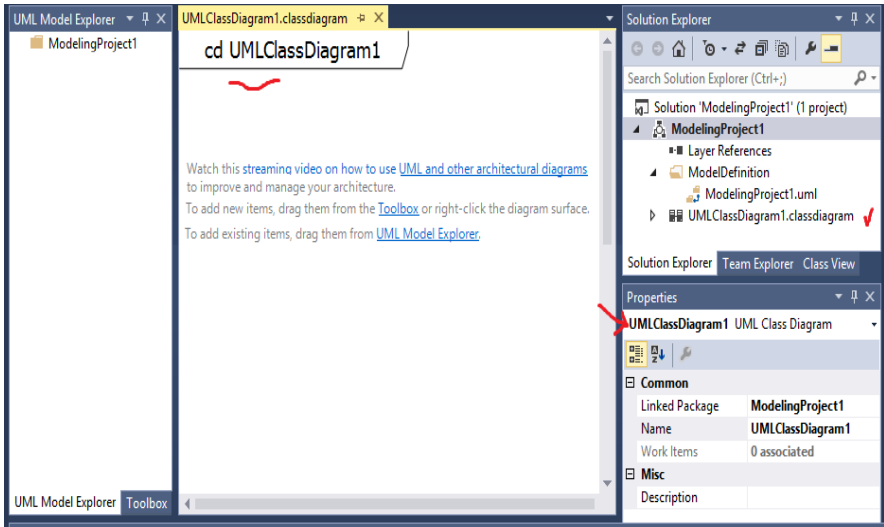 UML Model Explorer
ModelingProject1
UML Model Explorer Toolbox
UMLClassDiagram1.classdiagram
cd UMLClassDiagram1
Watch this streaming video on how to use UML and other architectural diagrams
to improve and manage your architecture.
To add new items, drag them from the Toolbox or right-click the diagram surface.
To add existing items, drag them from UML Model Explorer.
Solution Explorer
Search Solution Explorer (Ctrl+;)
Solution 'ModelingProject1' (1 project)
ModelingProject1
Layer References
ModelDefinition
ModelingProject1.uml
UMLClassDiagram1.classdiagram
Solution Explorer Team Explorer Class View
Properties
UMLClassDiagram1 UML Class Diagram
Common
Linked Package ModelingProject1
Name UMLClassDiagram1
Work Items 0 associated
Misc
Description